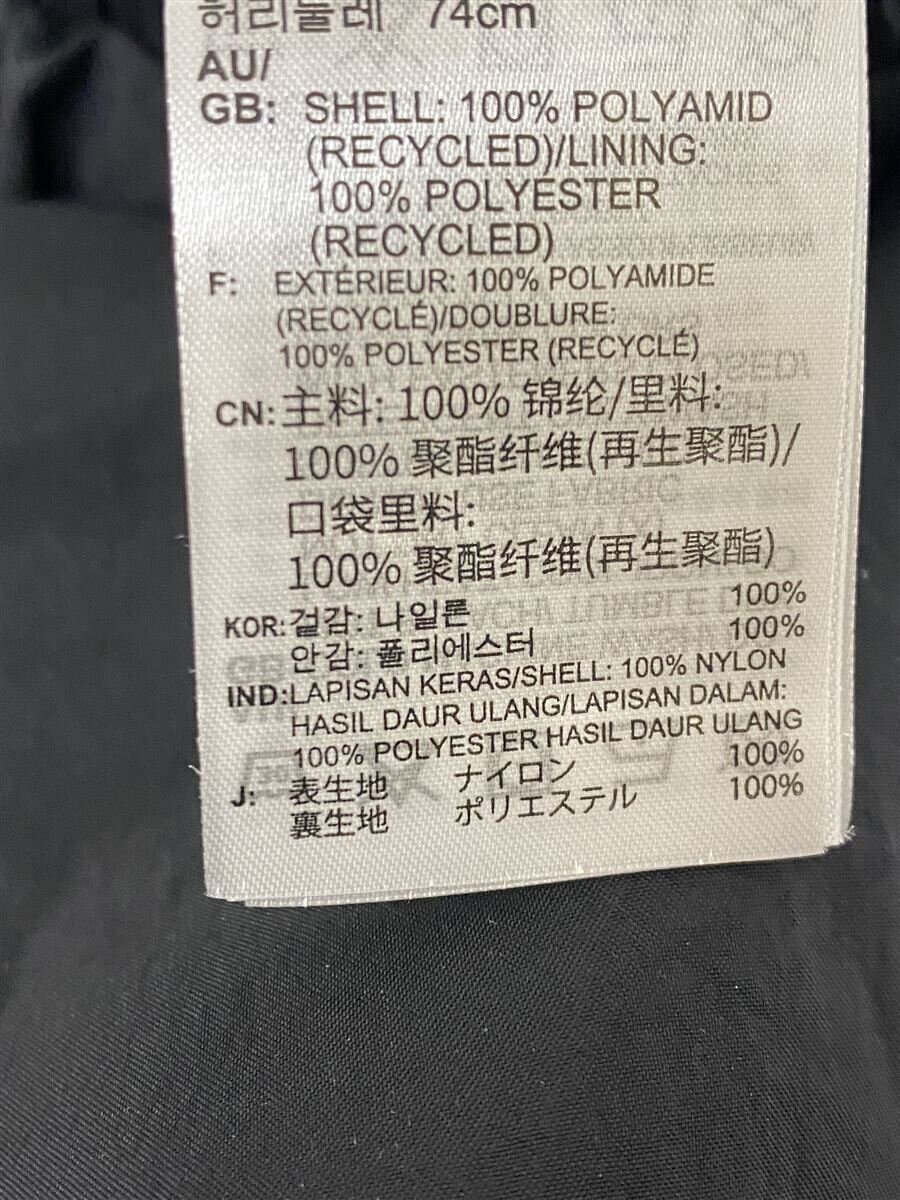 허리둘레 74cm
AU/
GB: SHELL: 100% POLYAMID
(RECYCLED)/LINING:
100% POLYESTER
(RECYCLED)
F: EXTÉRIEUR: 100% POLYAMIDE
(RECYCLÉ)/DOUBLURE:
100% POLYESTER (RECYCLÉ)
CN: 主料: 100% 锦纶/里料:
100% 聚酯纤维(再生聚酯)/
口袋里料:
100% 聚酯纤维(再生聚酯)
KOR: 걸감: 나일론 100%
안감: 폴리에스터 100%
IND: LAPISAN KERAS/SHELL: 100% NYLON
HASIL DAUR ULANG/LAPISAN DALAM:
100% POLYESTER HASIL DAUR ULANG
J: 表生地 ナイロン 100%
裏生地 ポリエステル 100%